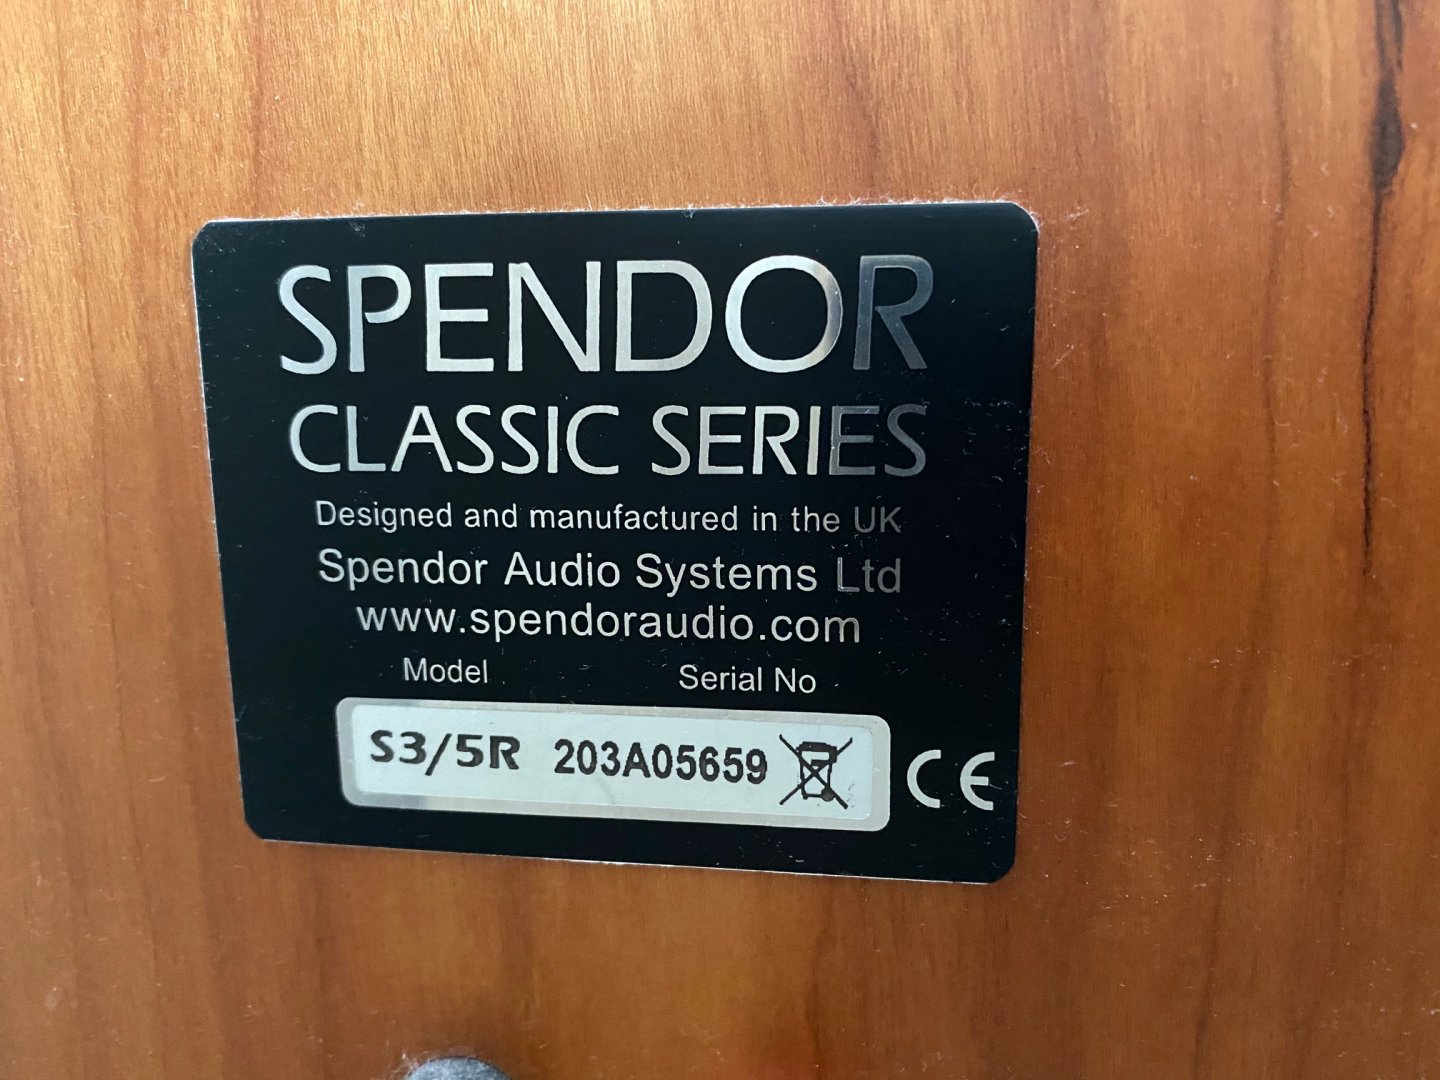 SPENDOR
CLASSIC SERIES
Designed and manufactured in the UK
Spendor Audio Systems Ltd
www.spendoraudio.com
Model Serial No
S3/5R 203A05659
CE